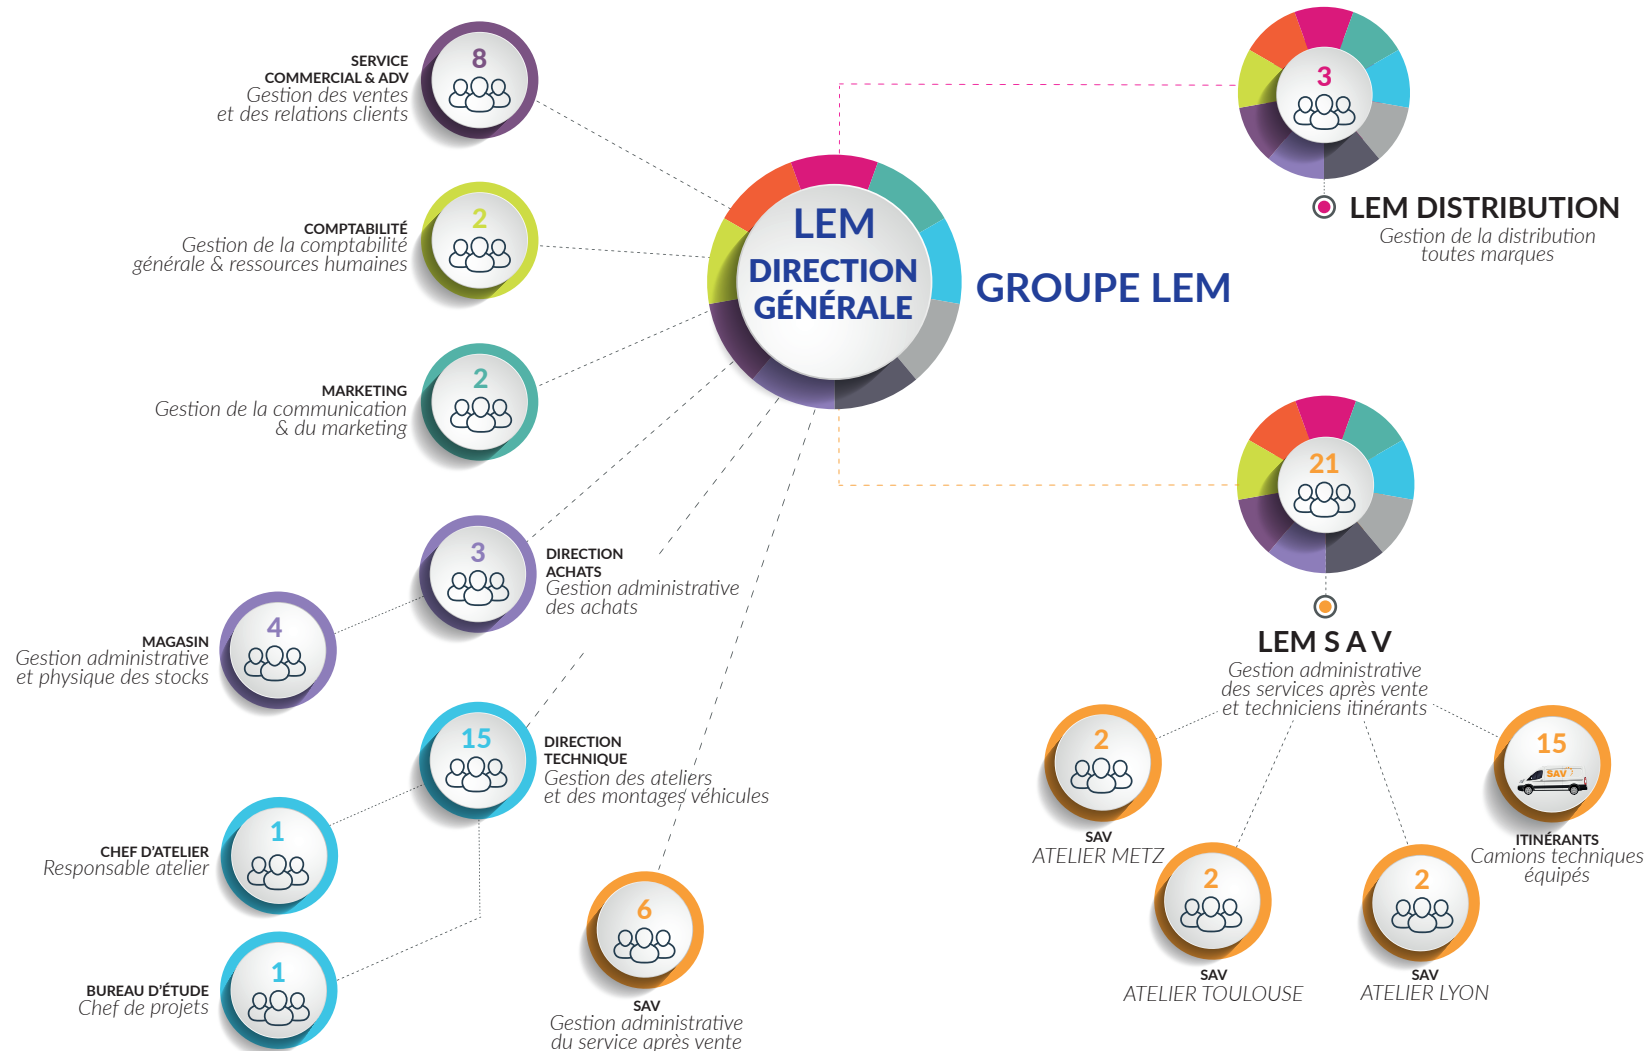 8
SERVICE
COMMERCIAL & ADV
Gestion des ventes
et des relations clients
2
COMPTABILITÉ
Gestion de la comptabilité
générale & ressources humaines
2
MARKETING
Gestion de la communication
& du marketing
LEM
DIRECTION
GÉNÉRALE
GROUPE LEM
3
LEM DISTRIBUTION
Gestion de la distribution
toutes marques
3
DIRECTION
ACHATS
Gestion administrative
des achats
4
MAGASIN
Gestion administrative
et physique des stocks
15
DIRECTION
TECHNIQUE
Gestion des ateliers
et des montages véhicules
1
CHEF D'ATELIER
Responsable atelier
1
BUREAU D'ÉTUDE
Chef de projets
6
SAV
Gestion administrative
du service après vente
21
LEM S A V
Gestion administrative
des services après vente
et techniciens itinérants
2
SAV
ATELIER METZ
2
SAV
ATELIER TOULOUSE
2
SAV
ATELIER LYON
15
SAV
ITINÉRANTS
Camions techniques
équipés